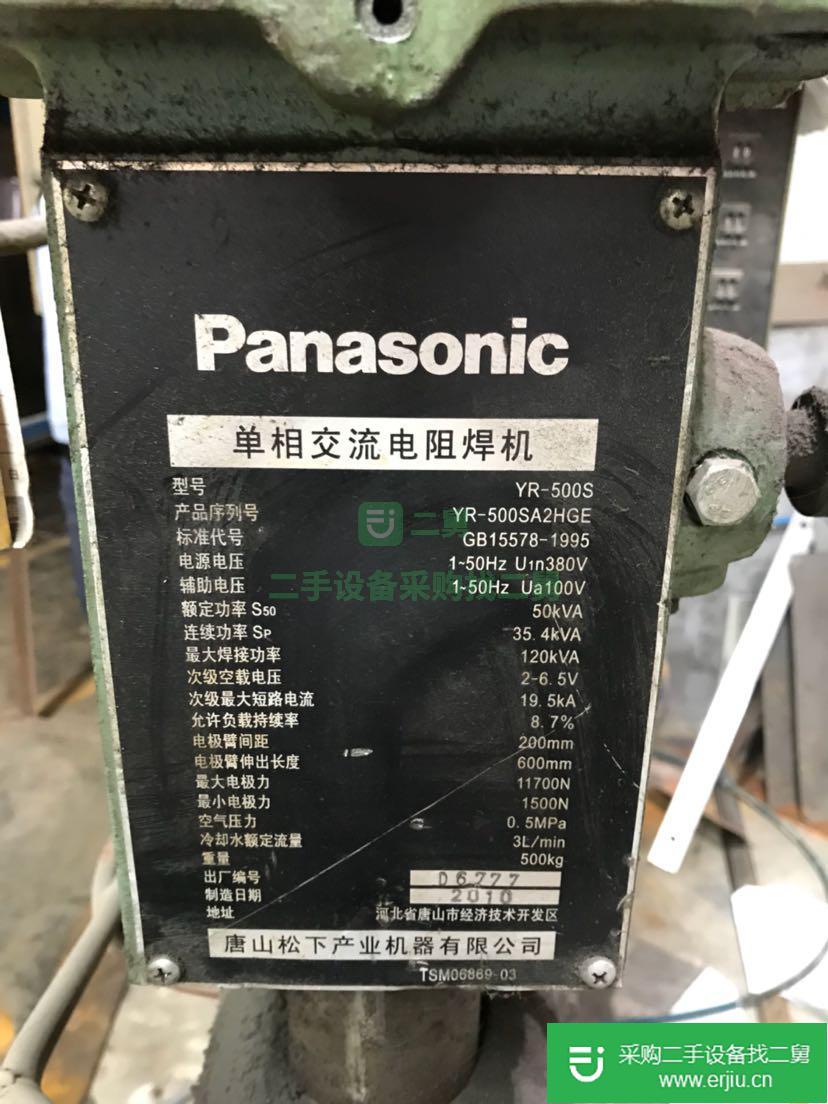 Panasonic
单相交流电阻焊机
型号 YR-500S
产品序列号 YR-500SA2HGE
标准代号 GB15578-1995
电源电压 1~50Hz U1n380V
辅助电压 1~50Hz Ua100V
额定功率 S50 50kVA
连续功率 SP 35.4kVA
最大焊接功率 120kVA
次级空载电压 2-6.5V
次级最大短路电流 19.5kA
允许负载持续率 8.7%
电极臂间距 200mm
电极臂伸出长度 600mm
最大电极力 11700N
最小电极力 1500N
空气压力 0.5MPa
冷却水额定流量 3L/min
重量 500kg
出厂编号 D6777
制造日期 2010
地址 河北省唐山市经济技术开发区
唐山松下产业机器有限公司
TSM06869-03
二舅
二手设备采购找二舅
采购二手设备找二舅
www.erjiu.cn